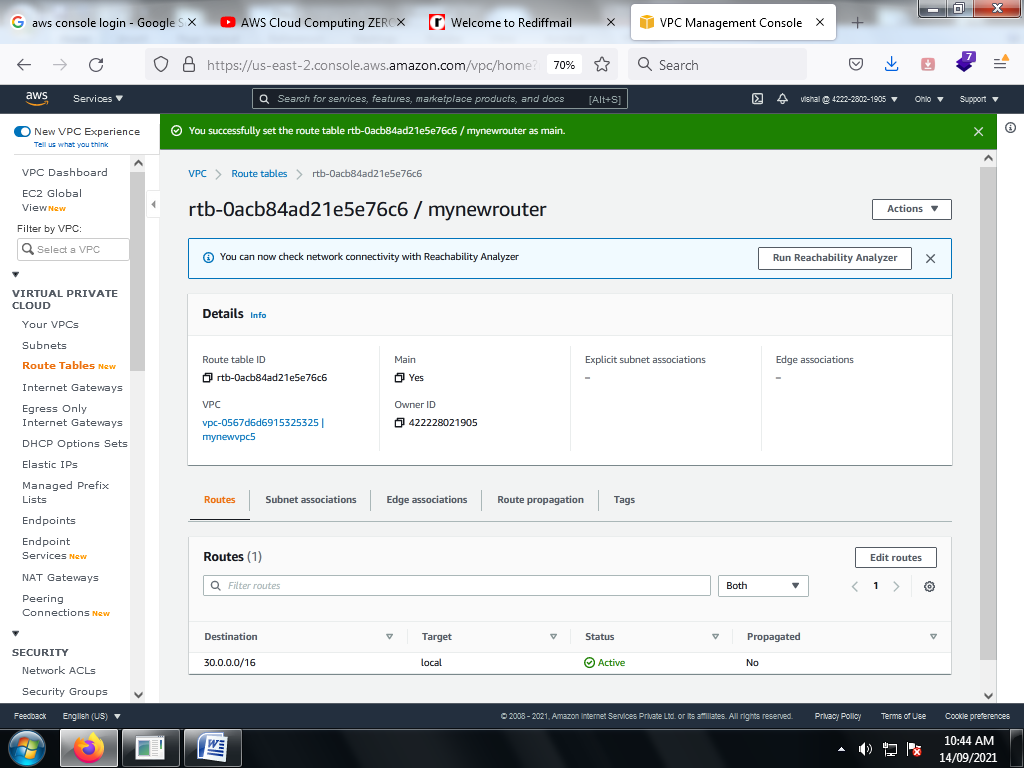 aws console login - Google S
AWS Cloud Computing ZERO
Welcome to Rediffmail
VPC Management Console
https://us-east-2.console.aws.amazon.com/vpc/home?
70%
Search
7
aws
Services
Search for services, features, marketplace products, and docs [Alt+S]
vishal @ 4222-2802-1905
Ohio
Support
New VPC Experience
Tell us what you think
VPC Dashboard
EC2 Global
View New
Filter by VPC:
Select a VPC
VIRTUAL PRIVATE
CLOUD
Your VPCs
Subnets
Route Tables New
Internet Gateways
Egress Only
Internet Gateways
DHCP Options Sets
Elastic IPs
Managed Prefix
Lists
Endpoints
Endpoint
Services New
NAT Gateways
Peering
Connections New
SECURITY
Network ACLs
Security Groups
You successfully set the route table rtb-0acb84ad21e5e76c6 / mynewrouter as main.
VPC
Route tables
rtb-0acb84ad21e5e76c6
rtb-0acb84ad21e5e76c6 / mynewrouter
Actions
You can now check network connectivity with Reachability Analyzer
Run Reachability Analyzer
Details Info
Route table ID
rtb-0acb84ad21e5e76c6
Main
Yes
Explicit subnet associations
–
Edge associations
–
VPC
vpc-0567d6d6915325325 |
mynewvpc5
Owner ID
422228021905
Routes
Subnet associations
Edge associations
Route propagation
Tags
Routes (1)
Edit routes
Filter routes
Both
1
Destination
Target
Status
Propagated
30.0.0.0/16
local
Active
No
Feedback
English (US)
© 2008 - 2021, Amazon Internet Services Private Ltd. or its affiliates. All rights reserved.
Privacy Policy
Terms of Use
Cookie preferences
10:44 AM
14/09/2021